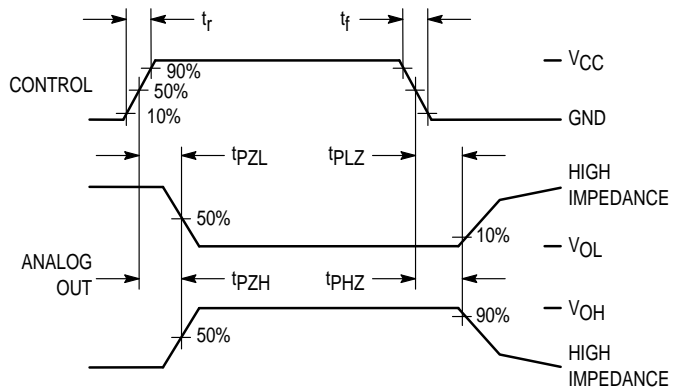 tr
tf
VCC
90%
50%
10%
CONTROL
GND
tPZL
tPLZ
HIGH
IMPEDANCE
50%
10%
VOL
ANALOG
OUT
tPZH
tPHZ
VOH
90%
50%
HIGH
IMPEDANCE